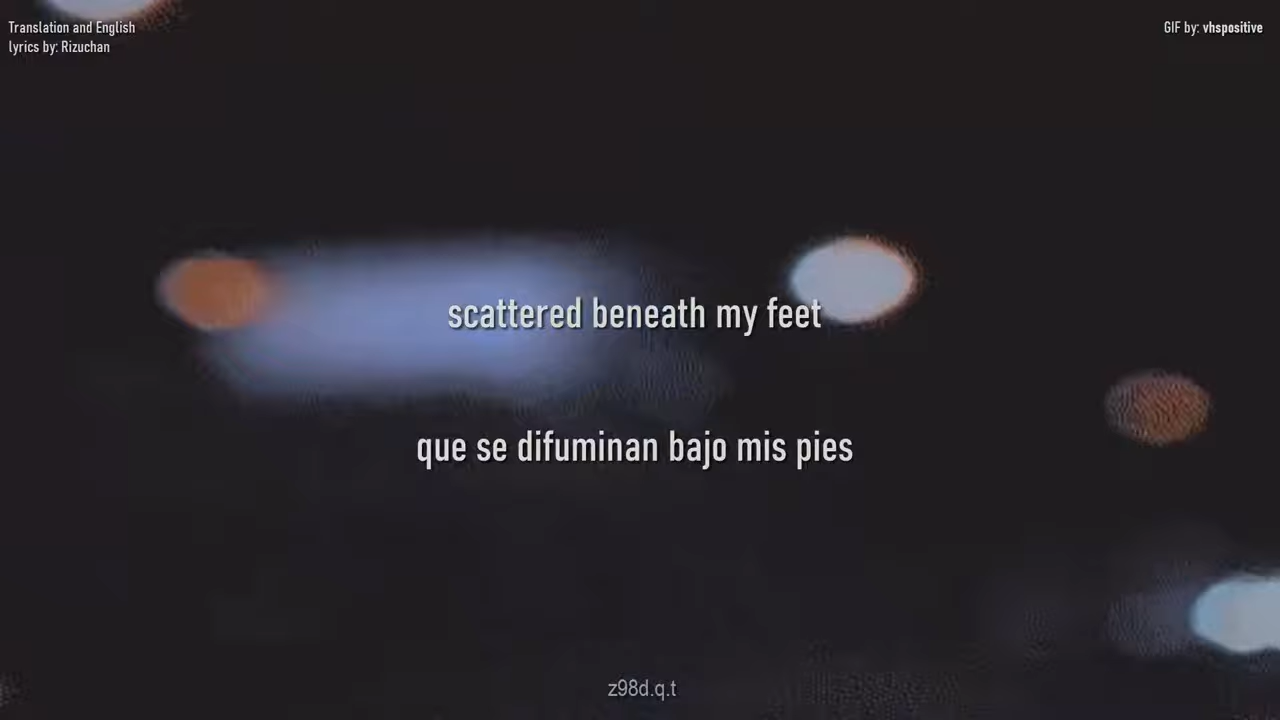 Translation and English
lyrics by: Rizuchan
GIF by: vhspositive
scattered beneath my feet
que se difuminan bajo mis pies
z98d.q.t